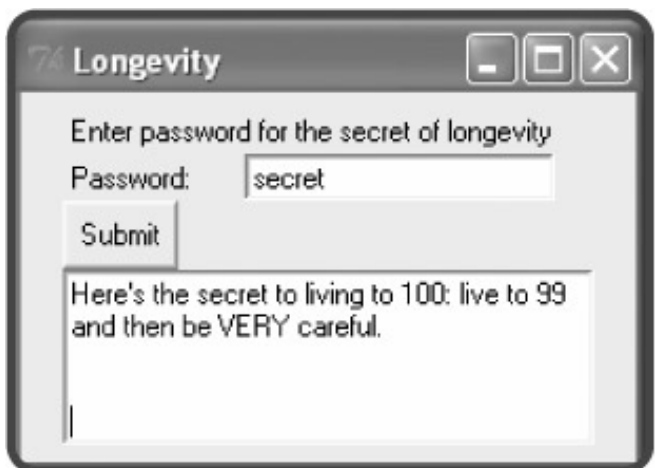 Longevity
Enter password for the secret of longevity
Password: secret
Submit
Here's the secret to living to 100: live to 99
and then be VERY careful.